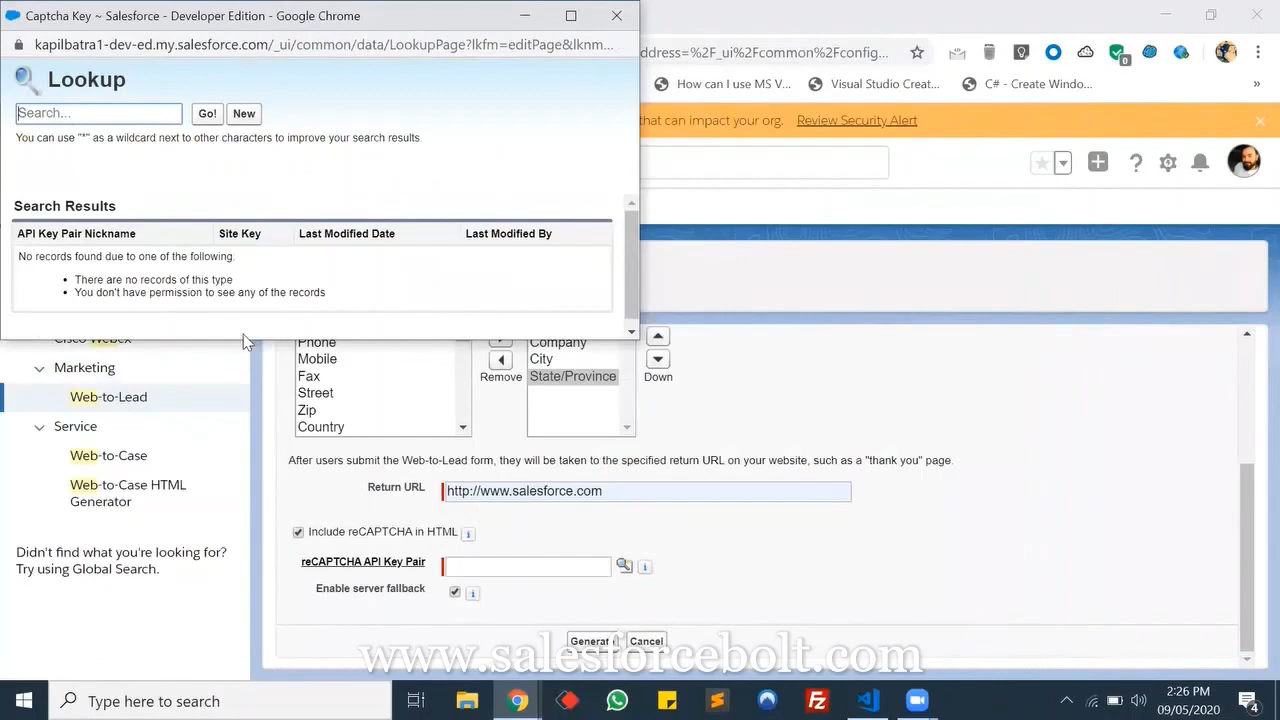 Captcha Key ~ Salesforce - Developer Edition - Google Chrome
kapilbatra1-dev-ed.my.salesforce.com/_ui/common/data/LookupPage?lkfm=editPage&lknm...
Lookup
Search...
Go!
New
You can use "*" as a wildcard next to other characters to improve your search results.
Search Results
API Key Pair Nickname
Site Key
Last Modified Date
Last Modified By
No records found due to one of the following.
There are no records of this type
You don't have permission to see any of the records
address=%2F_ui%2Fcommon%2Fconfig...
0
How can I use MS V...
Visual Studio Creat...
C# - Create Windo...
»
that can impact your org.
Review Security Alert
Cisco Webex
Marketing
Web-to-Lead
Service
Web-to-Case
Web-to-Case HTML
Generator
Didn't find what you're looking for?
Try using Global Search.
Phone
Mobile
Fax
Street
Zip
Country
Remove
Company
City
State/Province
Down
After users submit the Web-to-Lead form, they will be taken to the specified return URL on your website, such as a "thank you" page.
Return URL
http://www.salesforce.com
Include reCAPTCHA in HTML
reCAPTCHA API Key Pair
Enable server fallback
Generate
Cancel
www.salesforcebolt.com
Type here to search
2:26 PM
09/05/2020
4